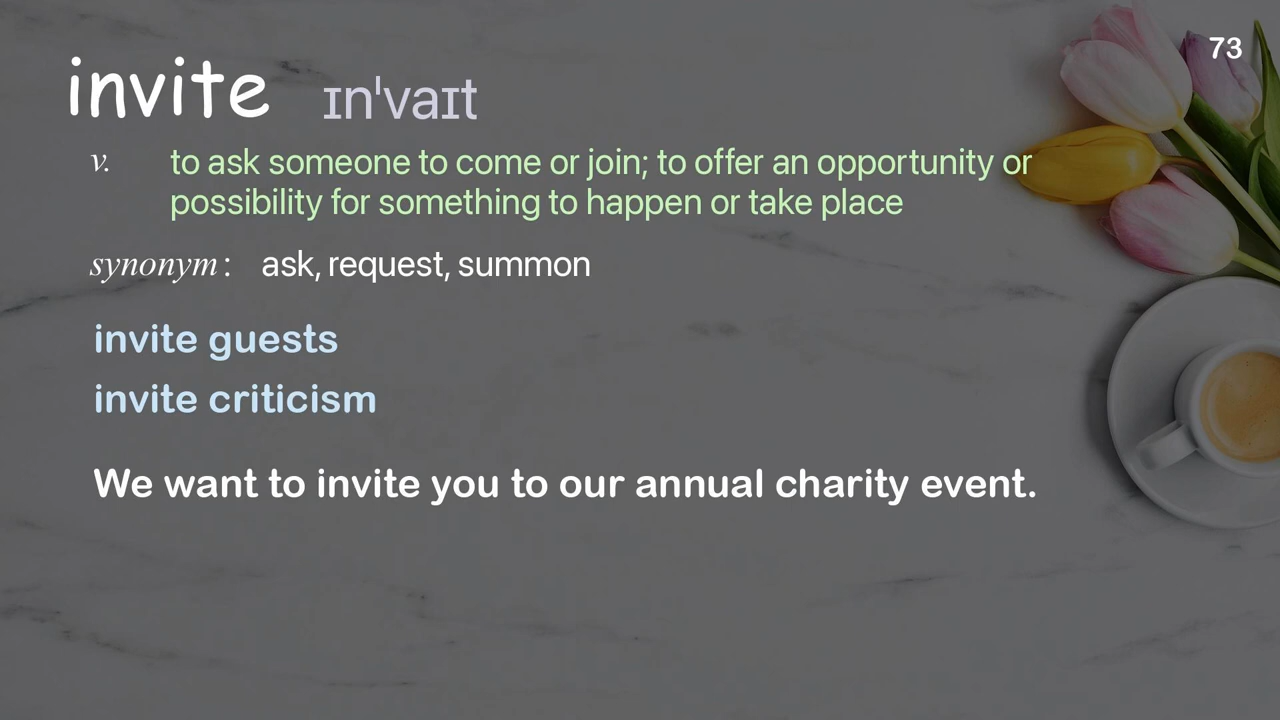 73
invite ɪn'vaɪt
v. to ask someone to come or join; to offer an opportunity or
possibility for something to happen or take place
synonym : ask, request, summon
invite guests
invite criticism
We want to invite you to our annual charity event.